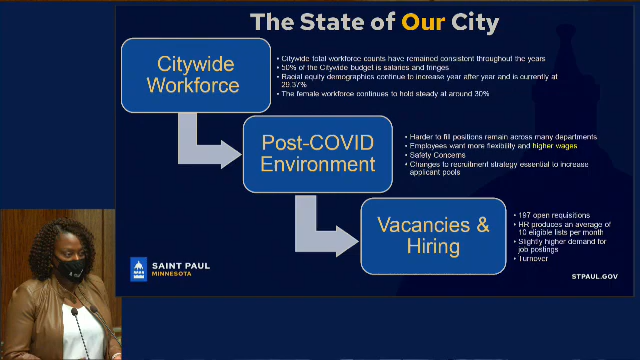 The State of Our City
Citywide
Workforce
• Citywide total workforce counts have remained consistent throughout the years
• 50% of the Citywide budget is salaries and fringes
• Racial equity demographics continue to increase year after year and is currently at
29.37%
• The female workforce continues to hold steady at around 30%
Post-COVID
Environment
• Harder to fill positions remain across many departments
• Employees want more flexibility and higher wages
• Safety Concerns
• Changes to recruitment strategy essential to increase
applicant pools
Vacancies &
Hiring
• 197 open requisitions
• HR produces an average of
10 eligible lists per month
• Slightly higher demand for
job postings
• Turnover
SAINT PAUL
MINNESOTA
STPAUL.GOV